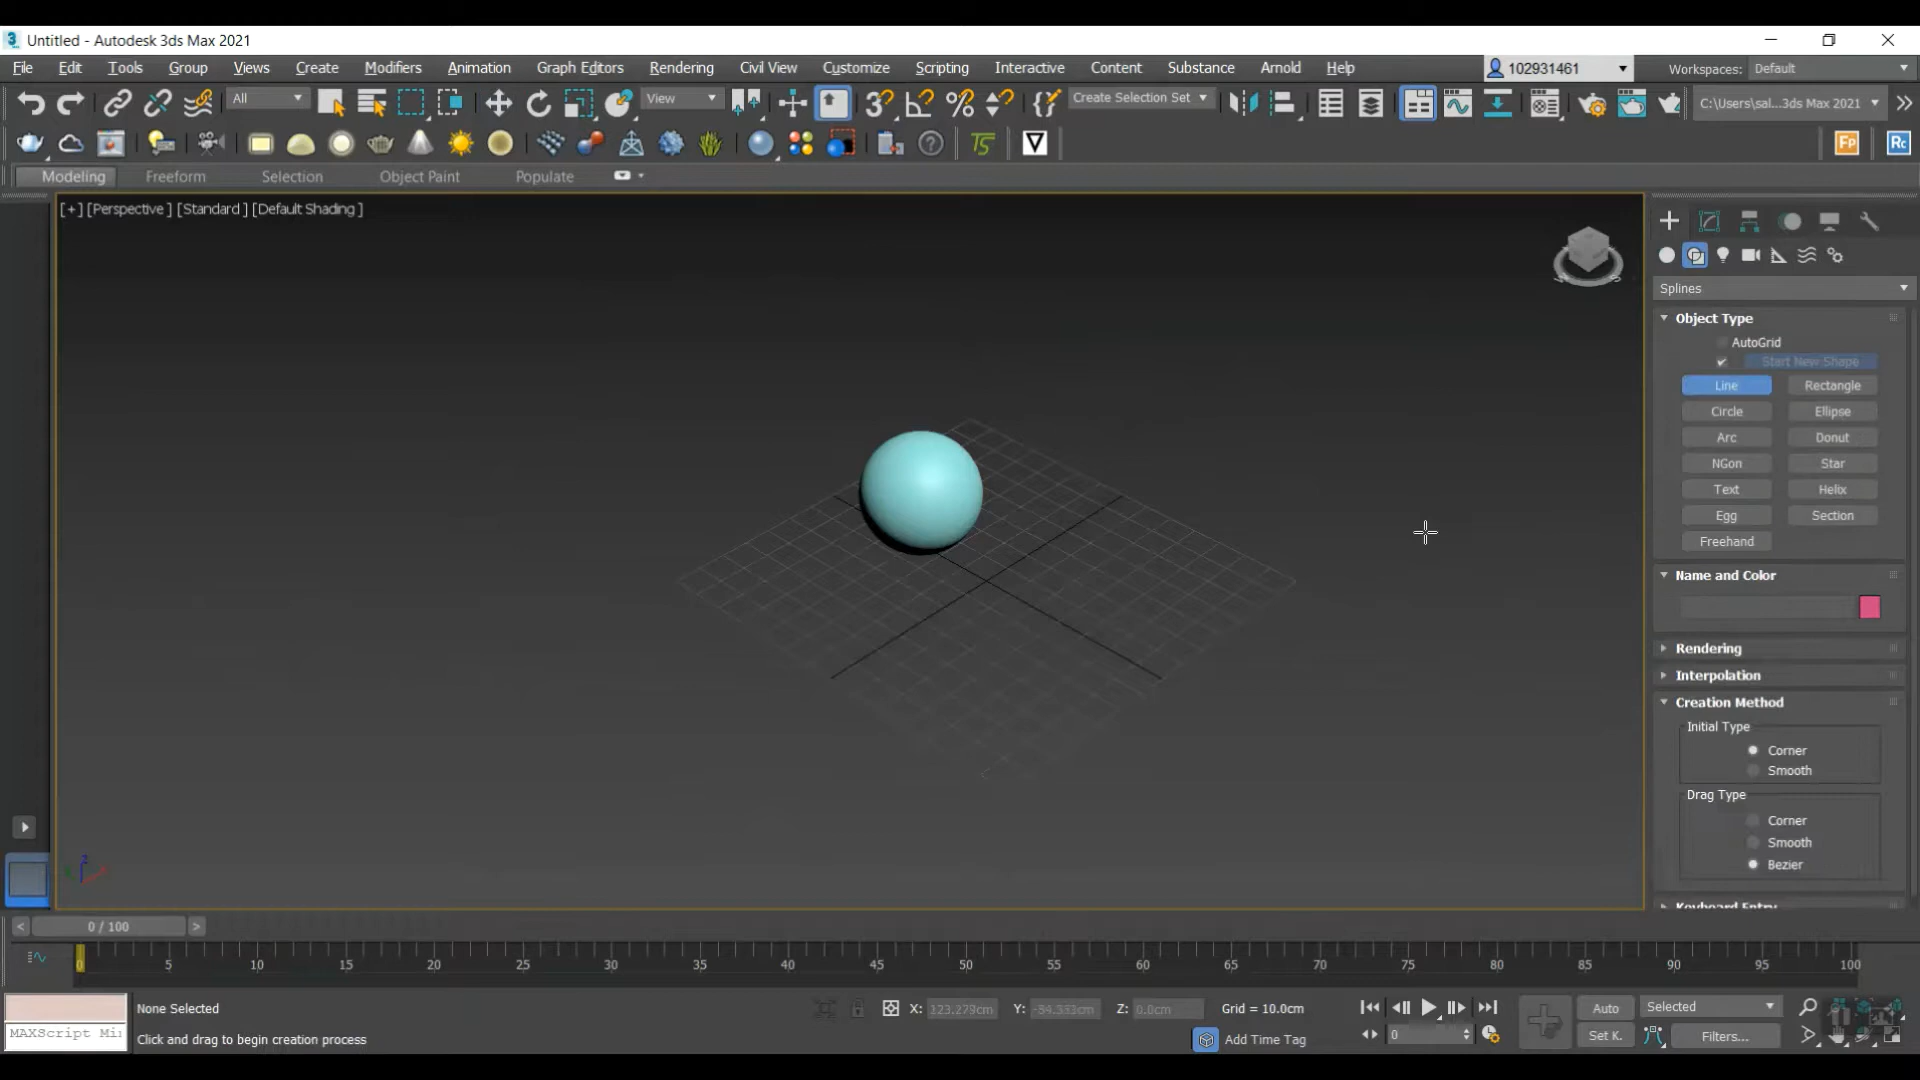 Untitled - Autodesk 3ds Max 2021
File Edit Tools Group Views Create Modifiers Animation Graph Editors Rendering Civil View Customize Scripting Interactive Content Substance Arnold Help 102931461 Workspaces: Default
All View Create Selection Set C:\Users\sal...3ds Max 2021
Fp Rc
Modeling Freeform Selection Object Paint Populate
[+] [Perspective ] [Standard ] [Default Shading ]
Splines
Object Type
AutoGrid
Start New Shape
Line Rectangle
Circle Ellipse
Arc Donut
NGon Star
Text Helix
Egg Section
Freehand
Name and Color
Rendering
Interpolation
Creation Method
Initial Type
Corner
Smooth
Drag Type
Corner
Smooth
Bezier
Keyboard Entry
< 0 / 100 >
0 5 10 15 20 25 30 35 40 45 50 55 60 65 70 75 80 85 90 95 100
None Selected X: 123.279cm Y: -34.333cm Z: 0.0cm Grid = 10.0cm Auto Selected
MAXScript Mi Click and drag to begin creation process Add Time Tag 0 Set K. Filters...